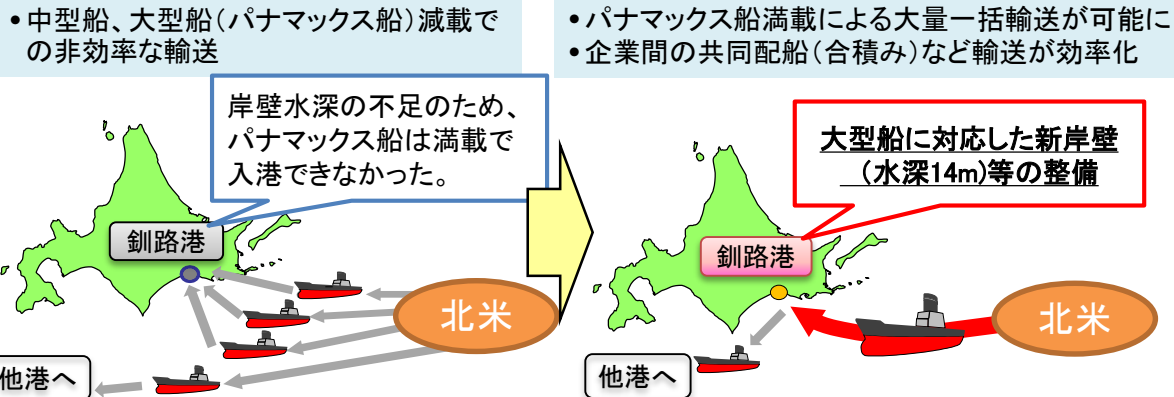 •中型船、大型船(パナマックス船)減載で
の非効率な輸送
岸壁水深の不足のため、
パナマックス船は満載で
入港できなかった。
釧路港
北米
他港へ
•パナマックス船満載による大量一括輸送が可能に
•企業間の共同配船(合積み)など輸送が効率化
大型船に対応した新岸壁
(水深14m)等の整備
釧路港
北米
他港へ